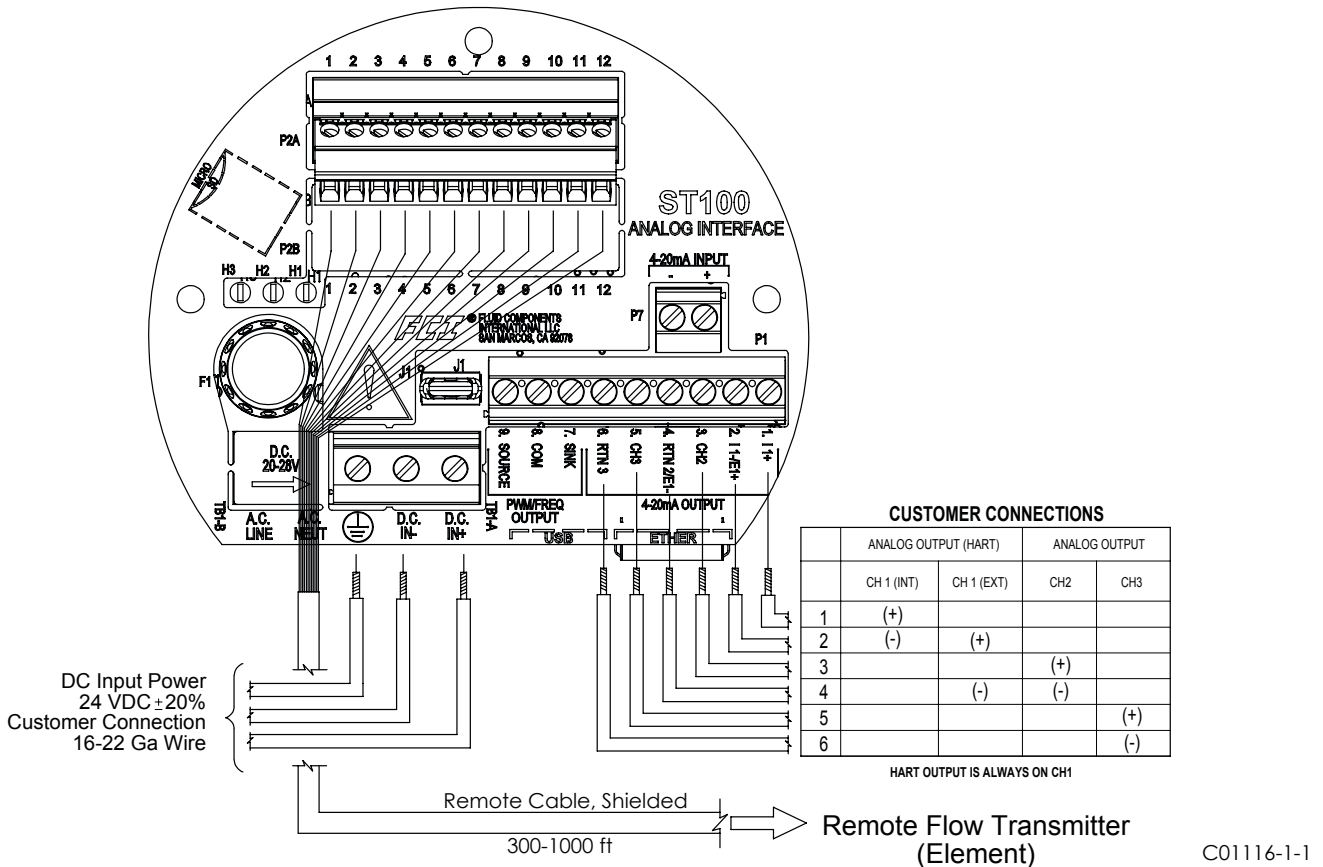 1 2 3 4 5 6 7 8 9 10 11 12
A
P2A
MICRO
SD
B
P2B
ST100
ANALOG INTERFACE
4-20mA INPUT
- +
H3 H2 H1 H1
1 2 3 4 5 6 7 8 9 10 11 12
P7
P1
FCI
© FLUID COMPONENTS
INTERNATIONAL LLC
SAN MARCOS, CA 92078
F1
J1 J1
!
9. SOURCE
8. COM
7. SINK
6. RTN 3
5. CH3
4. RTN 2/E1-
3. CH2
2. I1-/E1+
1. I1+
D.C.
20-28V
TB1-B
A.C.
LINE
A.C.
NEUT
D.C.
IN-
D.C.
IN+
TB1-A
PWM/FREQ
OUTPUT
4-20mA OUTPUT
USB
1 ETHER 1
CUSTOMER CONNECTIONS
ANALOG OUTPUT (HART) ANALOG OUTPUT
CH 1 (INT) CH 1 (EXT) CH2 CH3
1 (+)
2 (-) (+)
3 (+)
4 (-) (-)
5 (+)
6 (-)
HART OUTPUT IS ALWAYS ON CH1
DC Input Power
24 VDC ±20%
Customer Connection
16-22 Ga Wire
Remote Cable, Shielded
300-1000 ft
Remote Flow Transmitter
(Element)
C01116-1-1